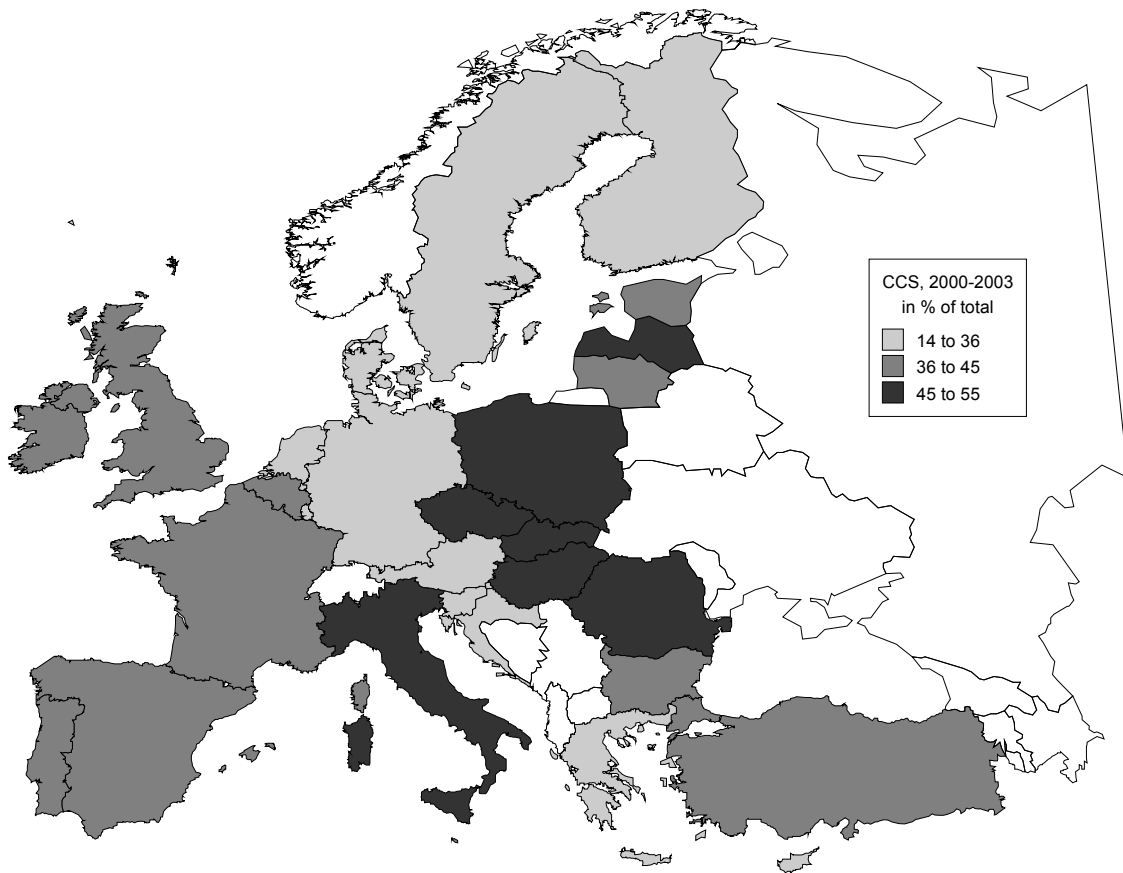 CCS, 2000-2003
in % of total
14 to 36
36 to 45
45 to 55